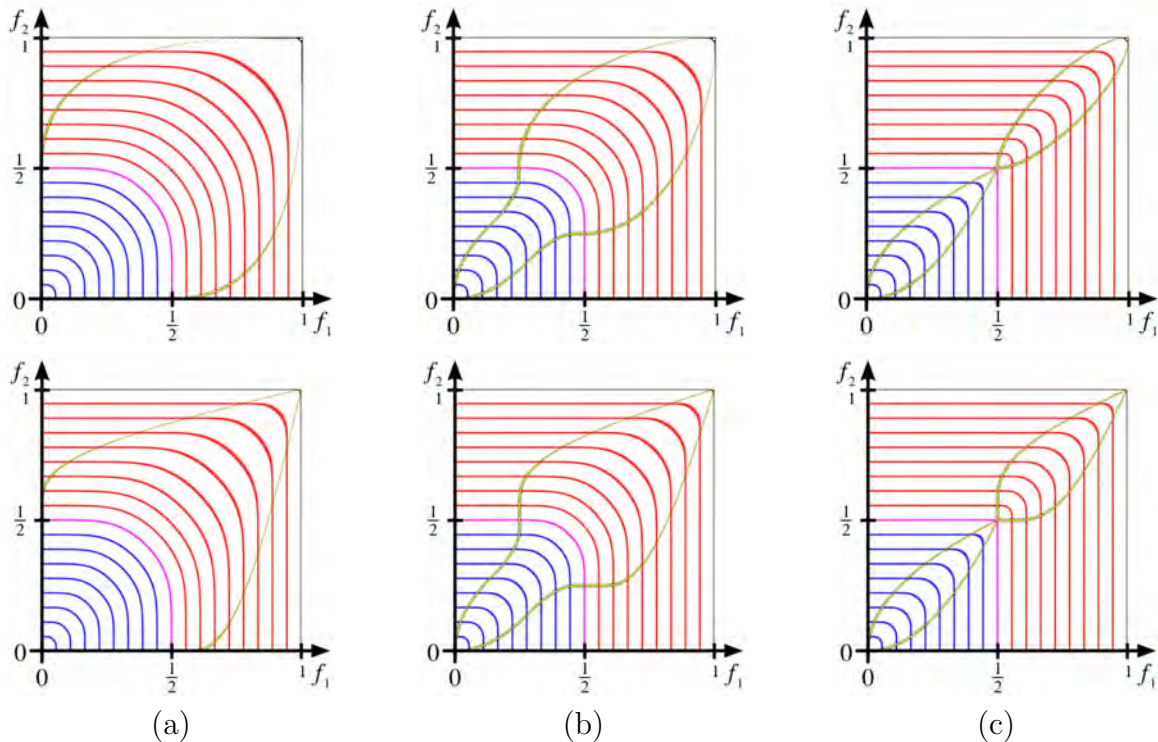 f₂ f₂ f₂
1 1 1
½ ½ ½
0 0 0
0 ½ 1 f₁ 0 ½ 1 f₁ 0 ½ 1 f₁
f₂ f₂ f₂
1 1 1
½ ½ ½
0 0 0
0 ½ 1 f₁ 0 ½ 1 f₁ 0 ½ 1 f₁
(a) (b) (c)